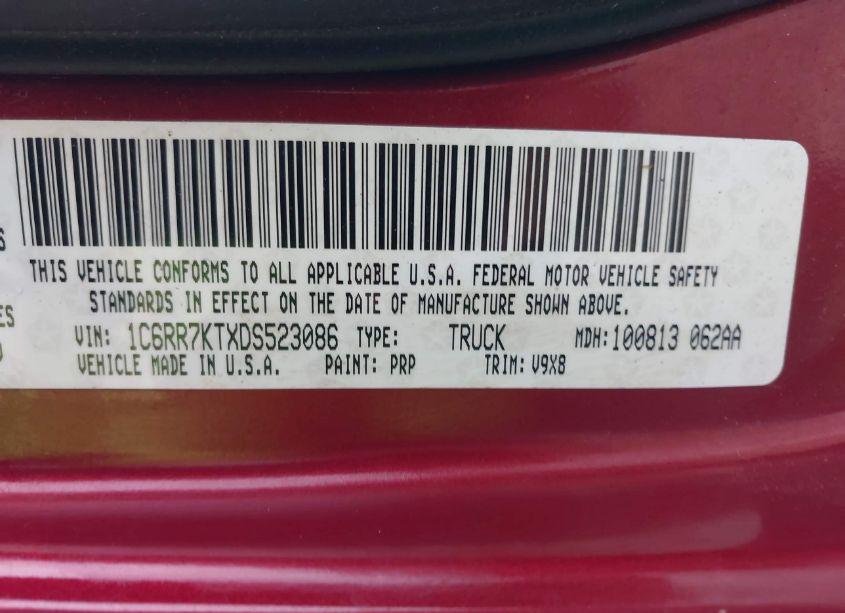 S
THIS VEHICLE CONFORMS TO ALL APPLICABLE U.S.A. FEDERAL MOTOR VEHICLE SAFETY
ES STANDARDS IN EFFECT ON THE DATE OF MANUFACTURE SHOWN ABOVE.
VIN: 1C6RR7KTXDS523086 TYPE: TRUCK MDH: 100813 062AA
VEHICLE MADE IN U.S.A. PAINT: PRP TRIM: V9X8